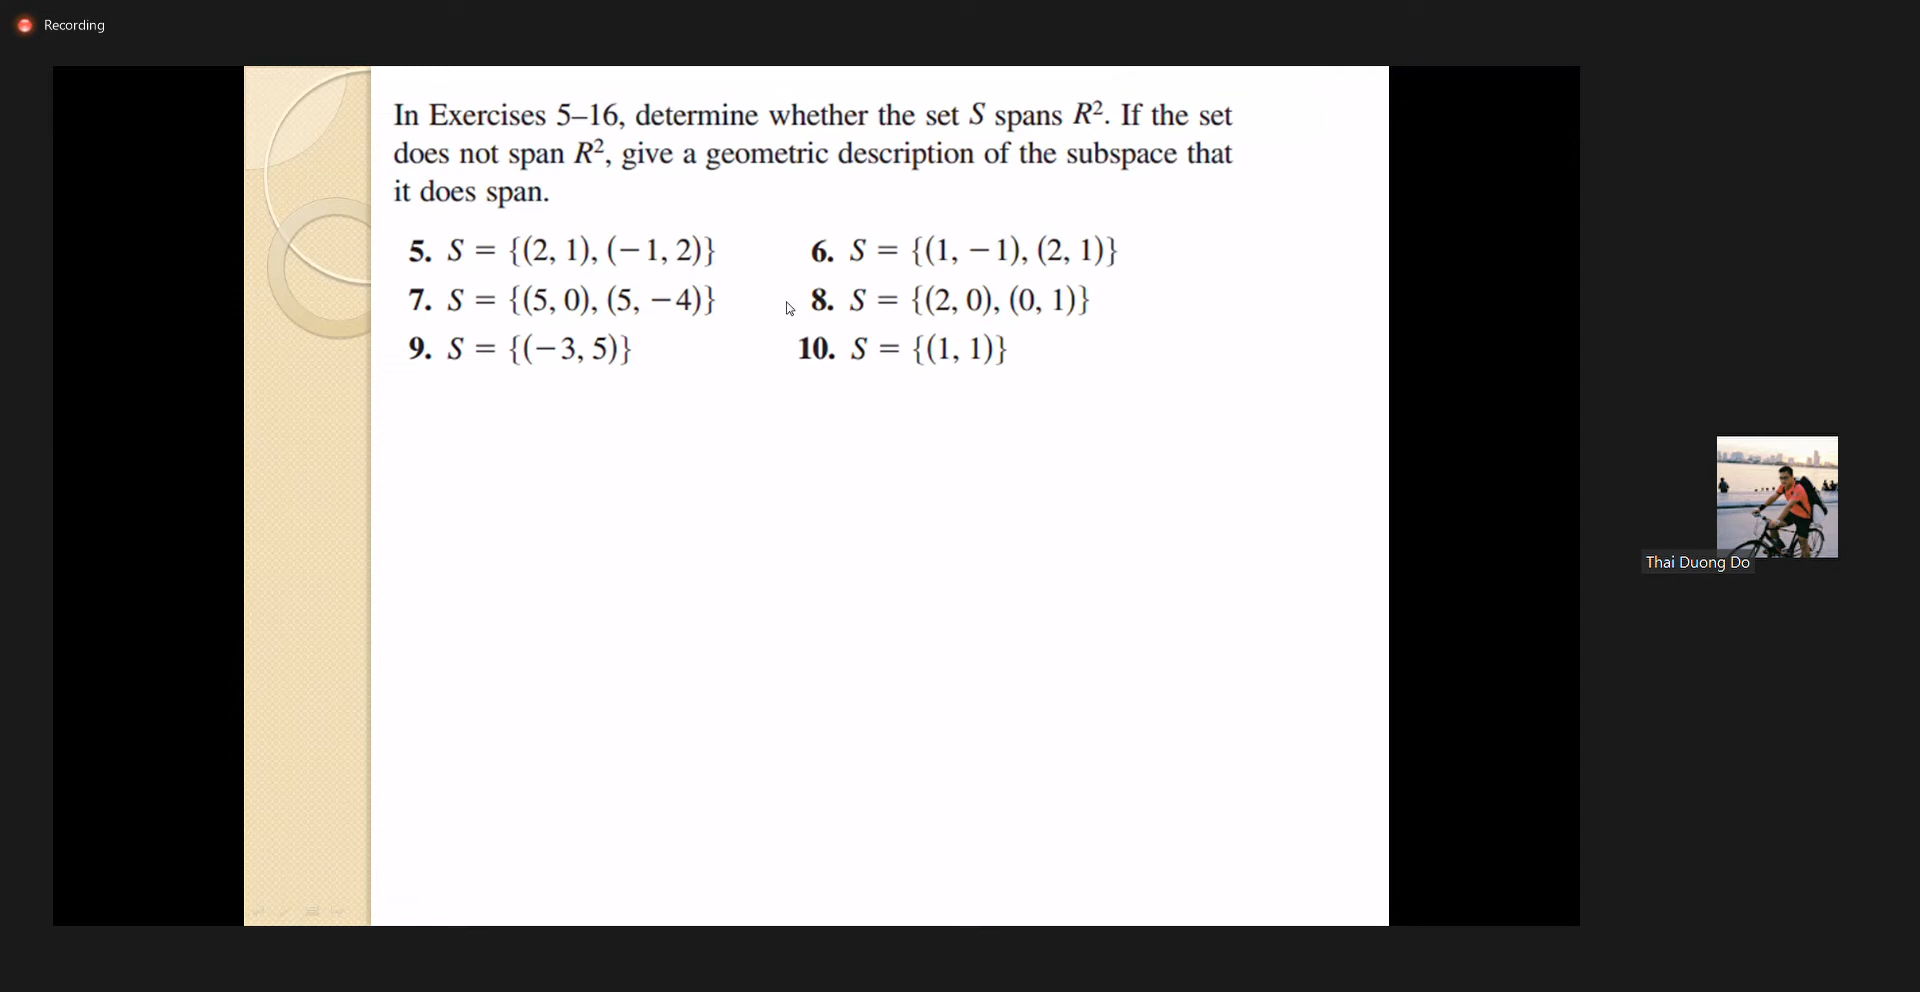 Recording
In Exercises 5–16, determine whether the set S spans R². If the set
does not span R², give a geometric description of the subspace that
it does span.
5. S = {(2, 1), (−1, 2)}
6. S = {(1, −1), (2, 1)}
7. S = {(5, 0), (5, −4)}
8. S = {(2, 0), (0, 1)}
9. S = {(−3, 5)}
10. S = {(1, 1)}
Thai Duong Do